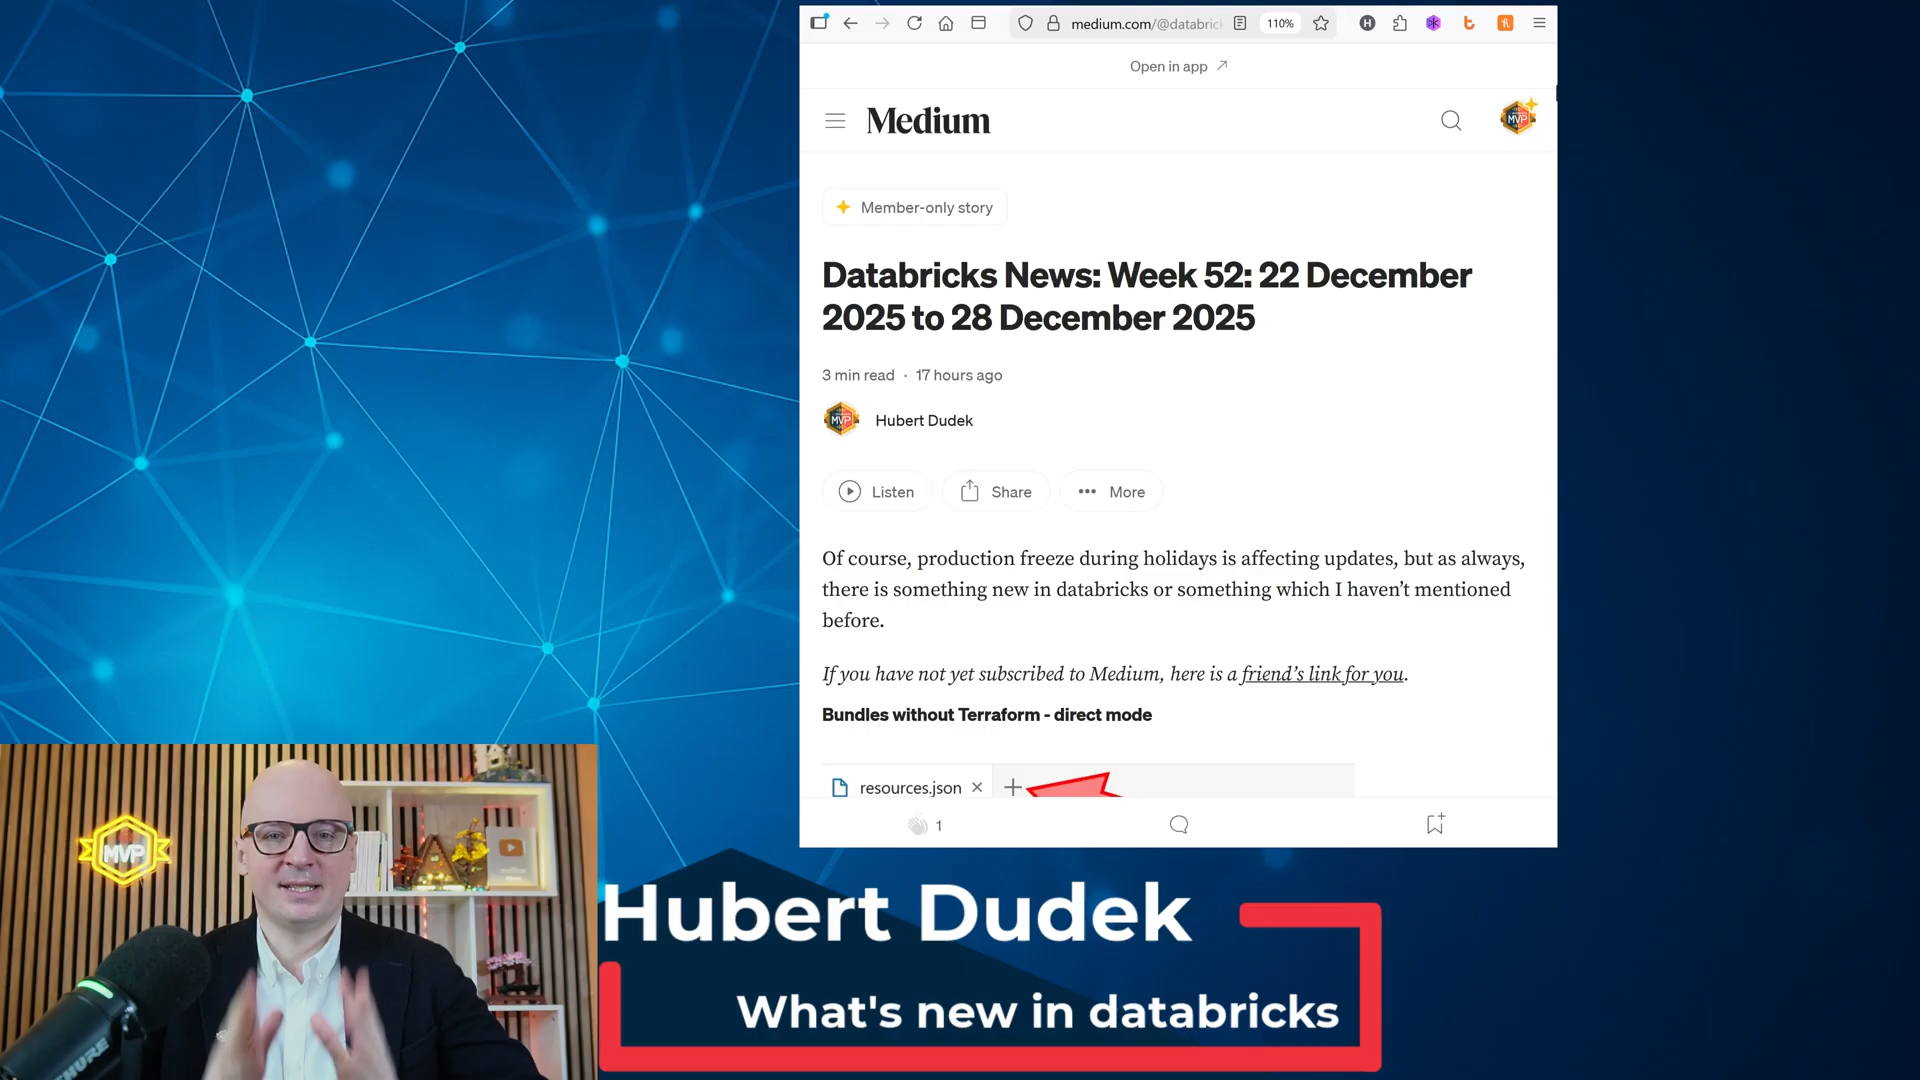 medium.com/@databric
110%
H
Open in app
Medium
MVP
Member-only story
Databricks News: Week 52: 22 December
2025 to 28 December 2025
3 min read · 17 hours ago
MVP
Hubert Dudek
Listen
Share
More
Of course, production freeze during holidays is affecting updates, but as always,
there is something new in databricks or something which I haven’t mentioned
before.
If you have not yet subscribed to Medium, here is a friend’s link for you.
Bundles without Terraform - direct mode
resources.json
1
MVP
SHURE
Hubert Dudek
What's new in databricks